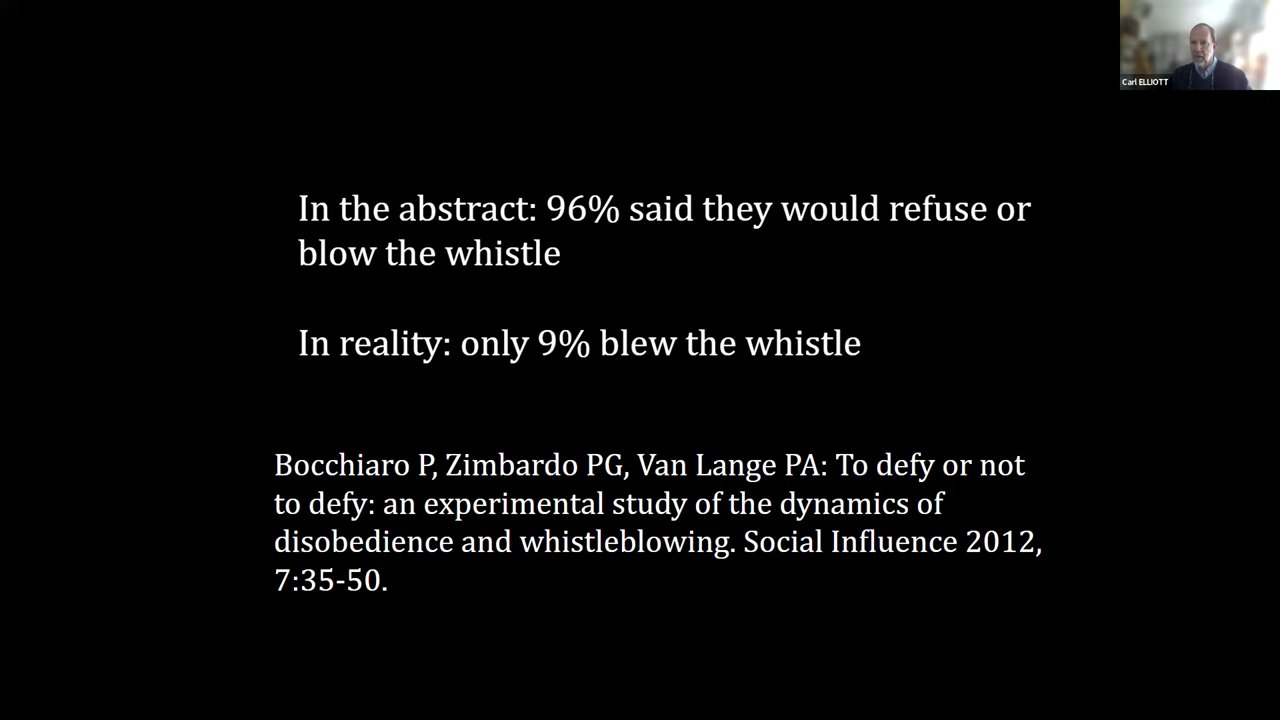 Carl ELLIOTT
In the abstract: 96% said they would refuse or
blow the whistle
In reality: only 9% blew the whistle
Bocchiaro P, Zimbardo PG, Van Lange PA: To defy or not
to defy: an experimental study of the dynamics of
disobedience and whistleblowing. Social Influence 2012,
7:35-50.